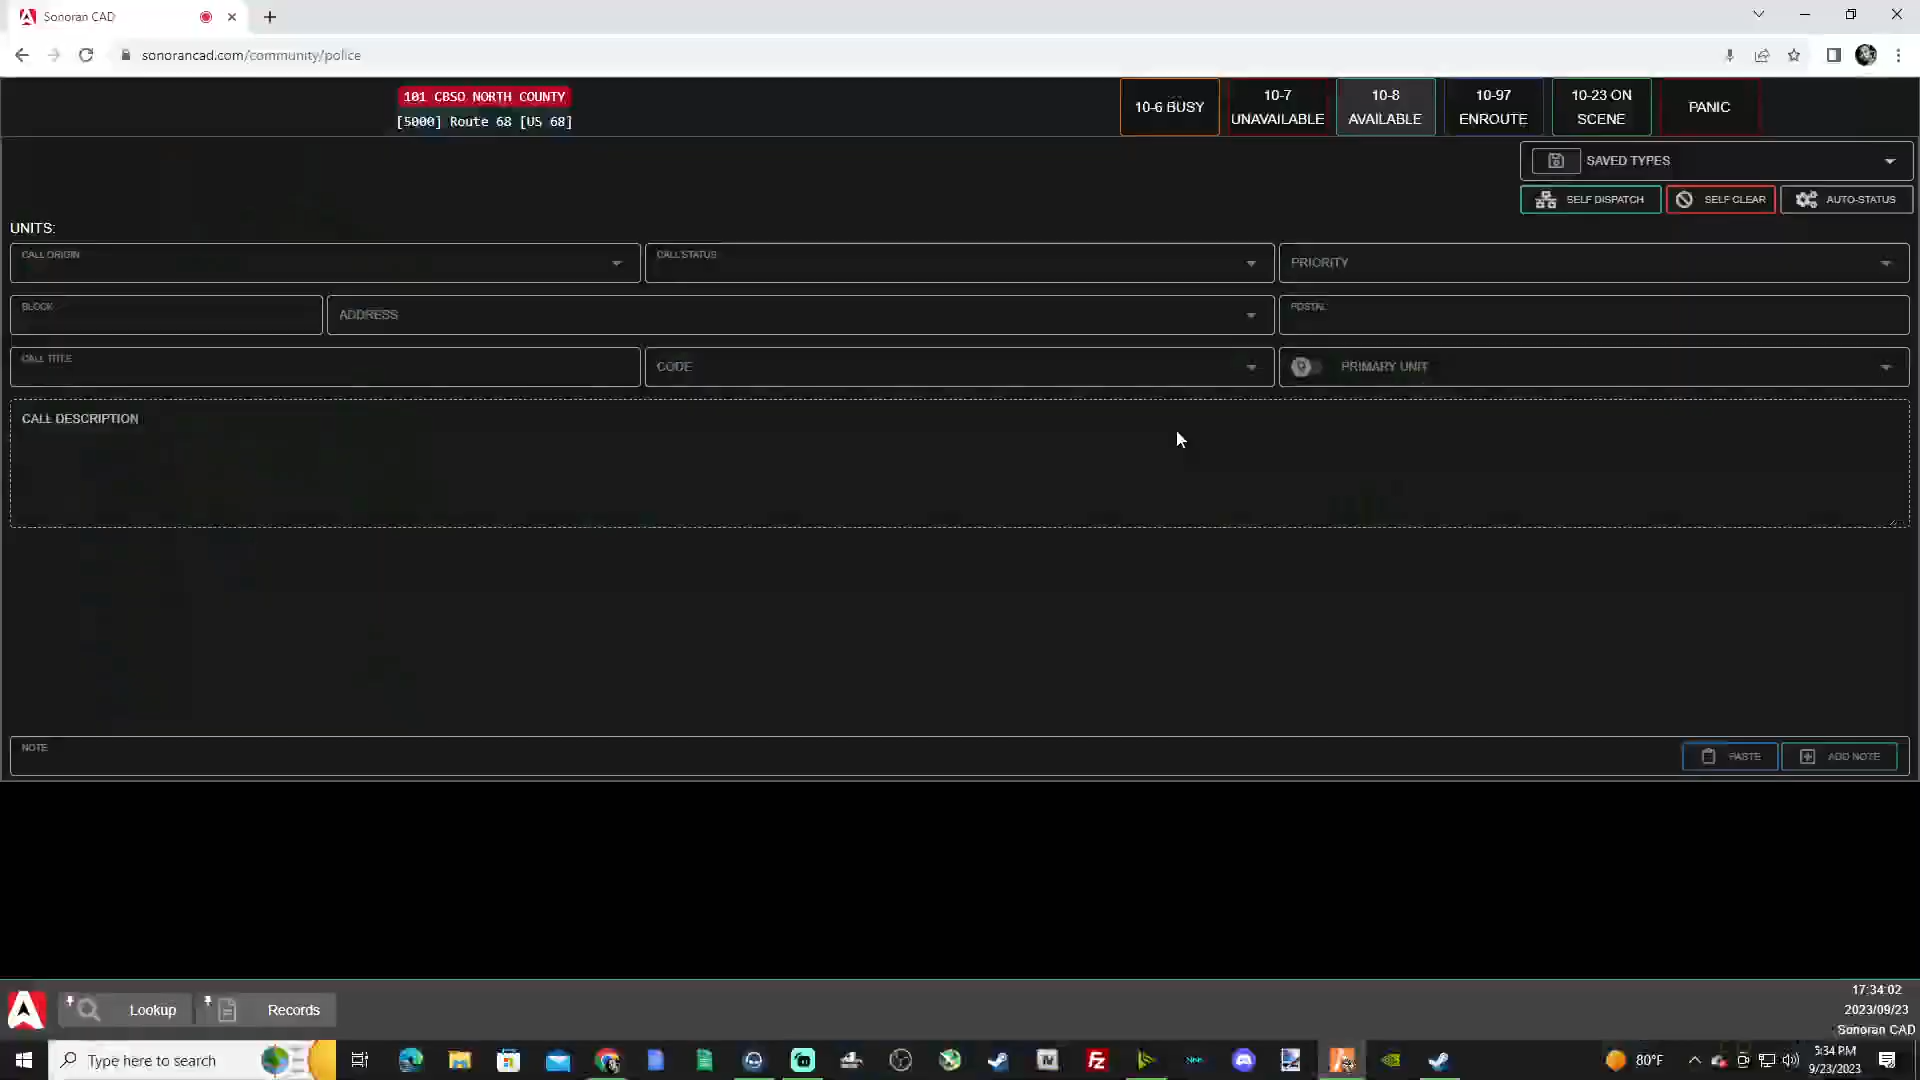 Sonoran CAD
sonorancad.com/community/police
101 CBSO NORTH COUNTY
[5000] Route 68 [US 68]
10-6 BUSY
10-7 UNAVAILABLE
10-8 AVAILABLE
10-97 ENROUTE
10-23 ON SCENE
PANIC
SAVED TYPES
SELF DISPATCH
SELF CLEAR
AUTO-STATUS
UNITS:
CALL ORIGIN
CALL STATUS
PRIORITY
BLOCK
ADDRESS
POSTAL
CALL TITLE
CODE
PRIMARY UNIT
CALL DESCRIPTION
NOTE
PASTE
ADD NOTE
Lookup
Records
17:34:02
2023/09/23
Sonoran CAD
Type here to search
80°F
5:34 PM
9/23/2023